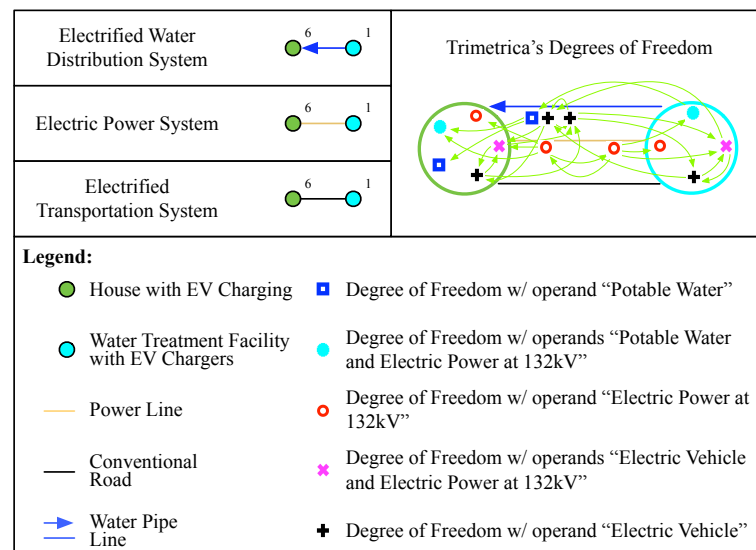 Electrified Water
Distribution System
6
1
Electric Power System
6
1
Electrified
Transportation System
6
1
Trimetrica's Degrees of Freedom
Legend:
House with EV Charging
Water Treatment Facility
with EV Chargers
Power Line
Conventional
Road
Water Pipe
Line
Degree of Freedom w/ operand “Potable Water”
Degree of Freedom w/ operands “Potable Water
and Electric Power at 132kV”
Degree of Freedom w/ operand “Electric Power at
132kV”
Degree of Freedom w/ operands “Electric Vehicle
and Electric Power at 132kV”
Degree of Freedom w/ operand “Electric Vehicle”